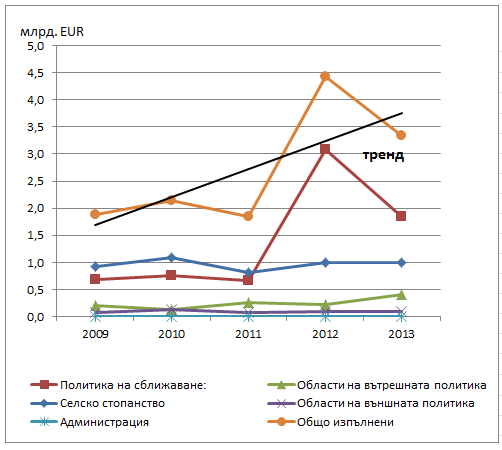 млрд. EUR
5,0
4,5
4,0
3,5
3,0
2,5
2,0
1,5
1,0
0,5
0,0
тренд
2009 2010 2011 2012 2013
Политика на сближаване: Области на вътрешната политика
Селско стопанство Области на външната политика
Администрация Общо изпълнени